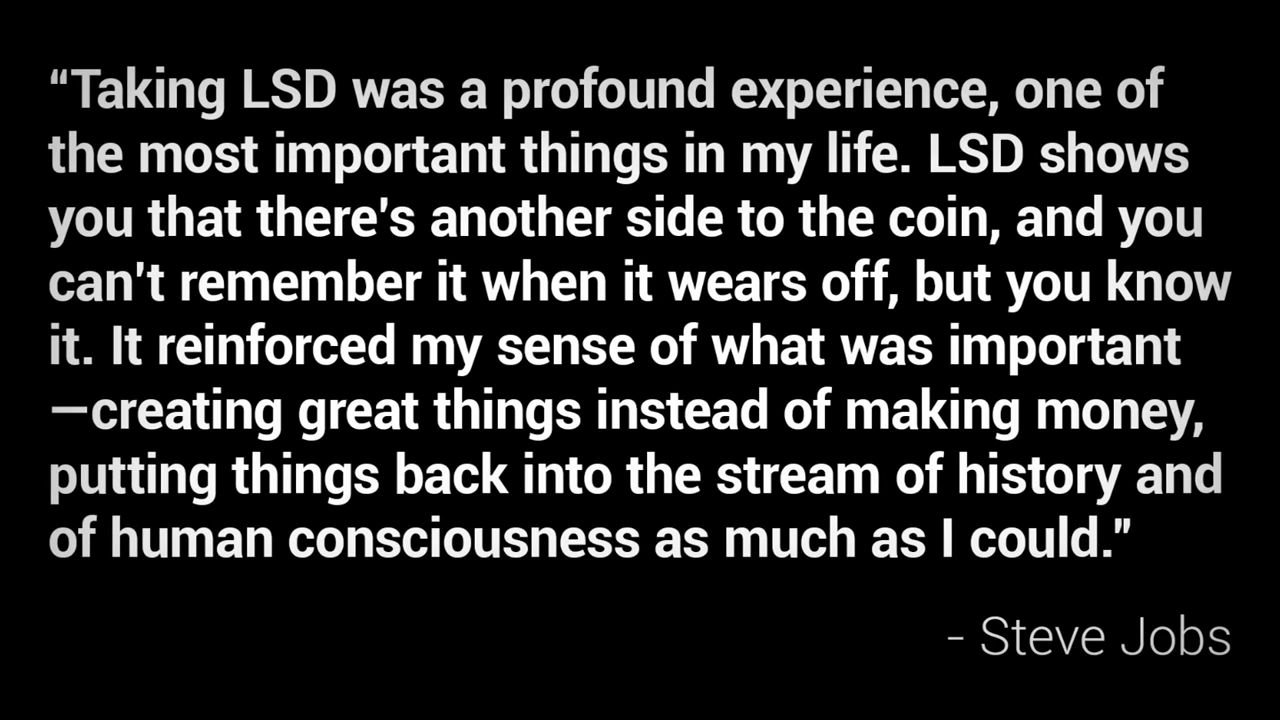 “Taking LSD was a profound experience, one of
the most important things in my life. LSD shows
you that there's another side to the coin, and you
can't remember it when it wears off, but you know
it. It reinforced my sense of what was important
—creating great things instead of making money,
putting things back into the stream of history and
of human consciousness as much as I could."
- Steve Jobs